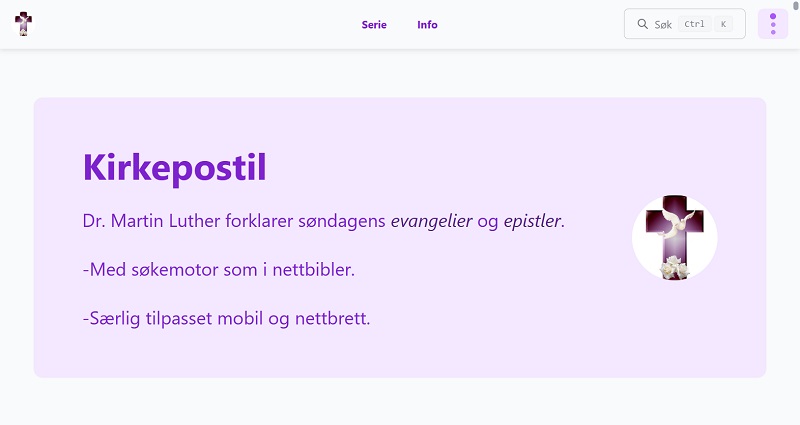 Serie
Info
Søk Ctrl K
Kirkepostil
Dr. Martin Luther forklarer søndagens evangelier og epistler.
-Med søkemotor som i nettbibler.
-Særlig tilpasset mobil og nettbrett.